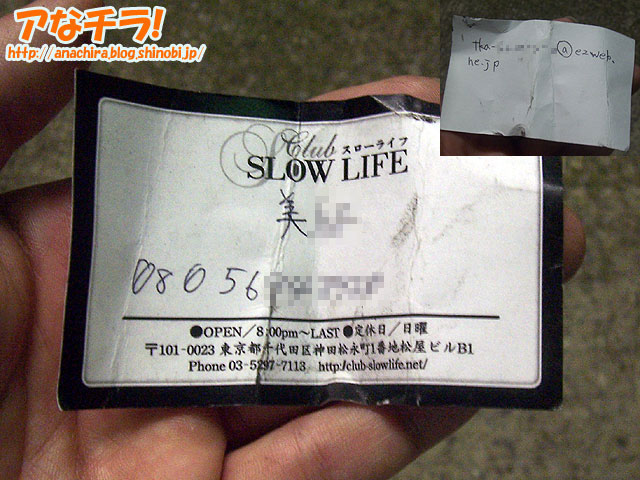 アなチラ!
http://anachira.blog.shinobi.jp/
tha-
@ezweb.
ne.jp
Club スローライフ
SLOW LIFE
美
08056
●OPEN/8:00pm~LAST ●定休日/日曜
〒101-0023 東京都千代田区神田松永町1番地松屋ビルB1
Phone 03-5297-7113 http://club-slowlife.net/